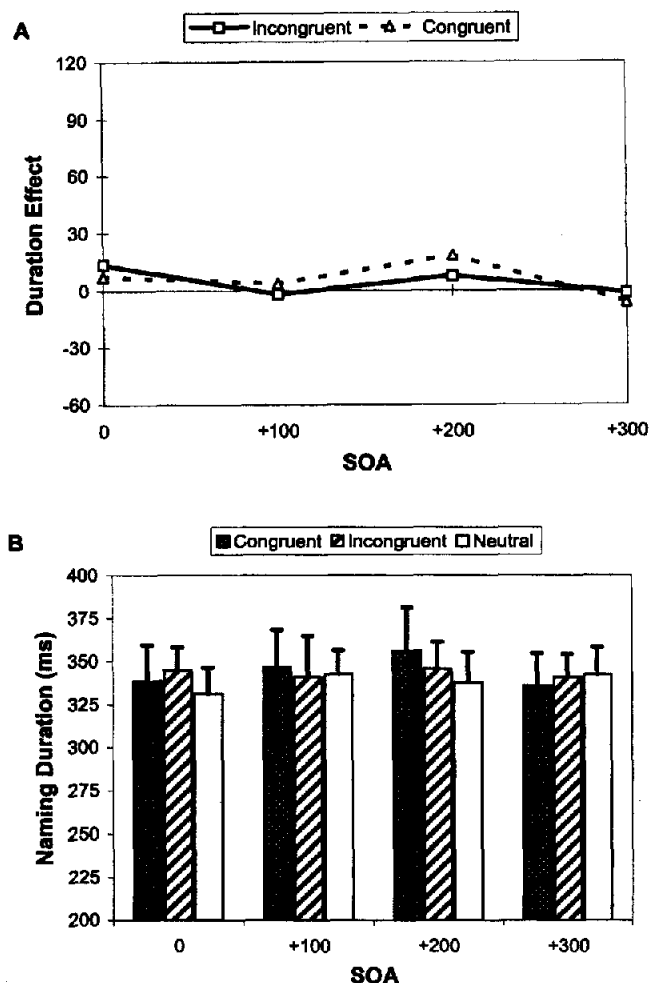 A
Incongruent Congruent
120
90
60
30
0
-30
-60
Duration Effect
0 +100 +200 +300
SOA
B
Congruent Incongruent Neutral
400
375
350
325
300
275
250
225
200
Naming Duration (ms)
0 +100 +200 +300
SOA